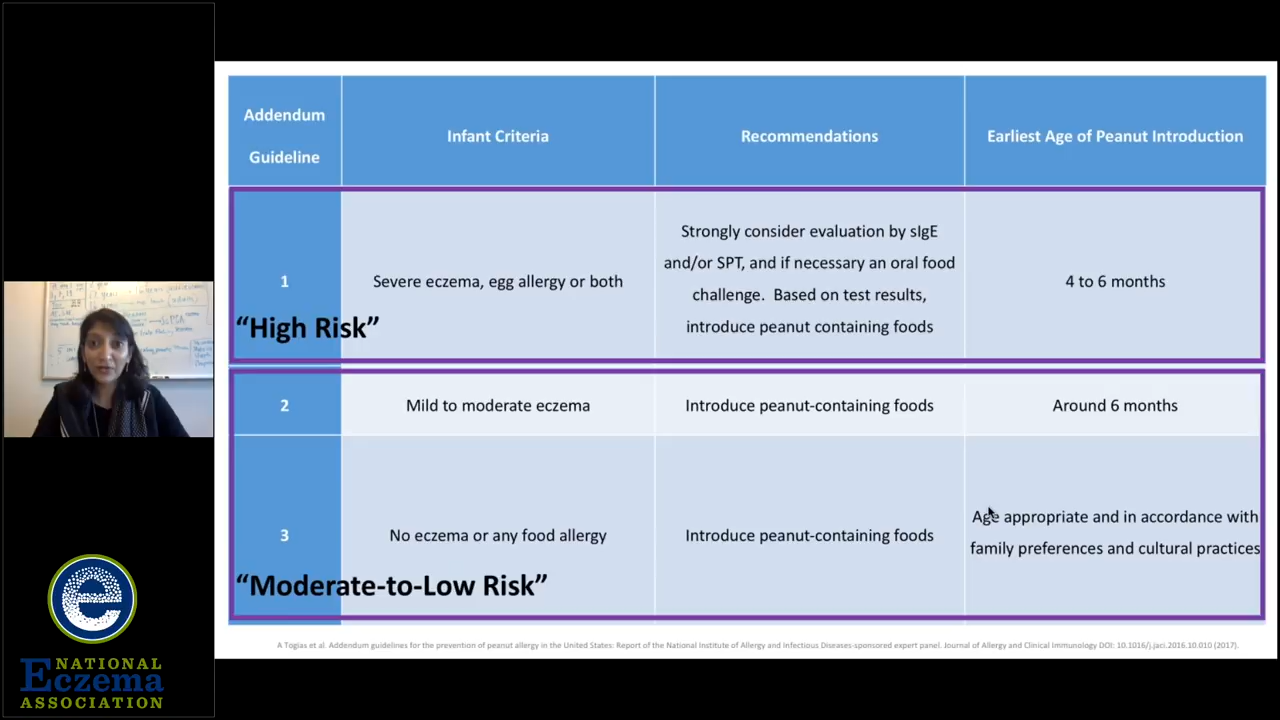 Addendum
Guideline
Infant Criteria
Recommendations
Earliest Age of Peanut Introduction
1
"High Risk"
Severe eczema, egg allergy or both
Strongly consider evaluation by sIgE
and/or SPT, and if necessary an oral food
challenge. Based on test results,
introduce peanut containing foods
4 to 6 months
2
Mild to moderate eczema
Introduce peanut-containing foods
Around 6 months
3
"Moderate-to-Low Risk"
No eczema or any food allergy
Introduce peanut-containing foods
Age appropriate and in accordance with
family preferences and cultural practices
A Togias et al. Addendum guidelines for the prevention of peanut allergy in the United States: Report of the National Institute of Allergy and Infectious Diseases-sponsored expert panel. Journal of Allergy and Clinical Immunology DOI: 10.1016/j.jaci.2016.10.010 (2017).
e
NATIONAL
Eczema
ASSOCIATION